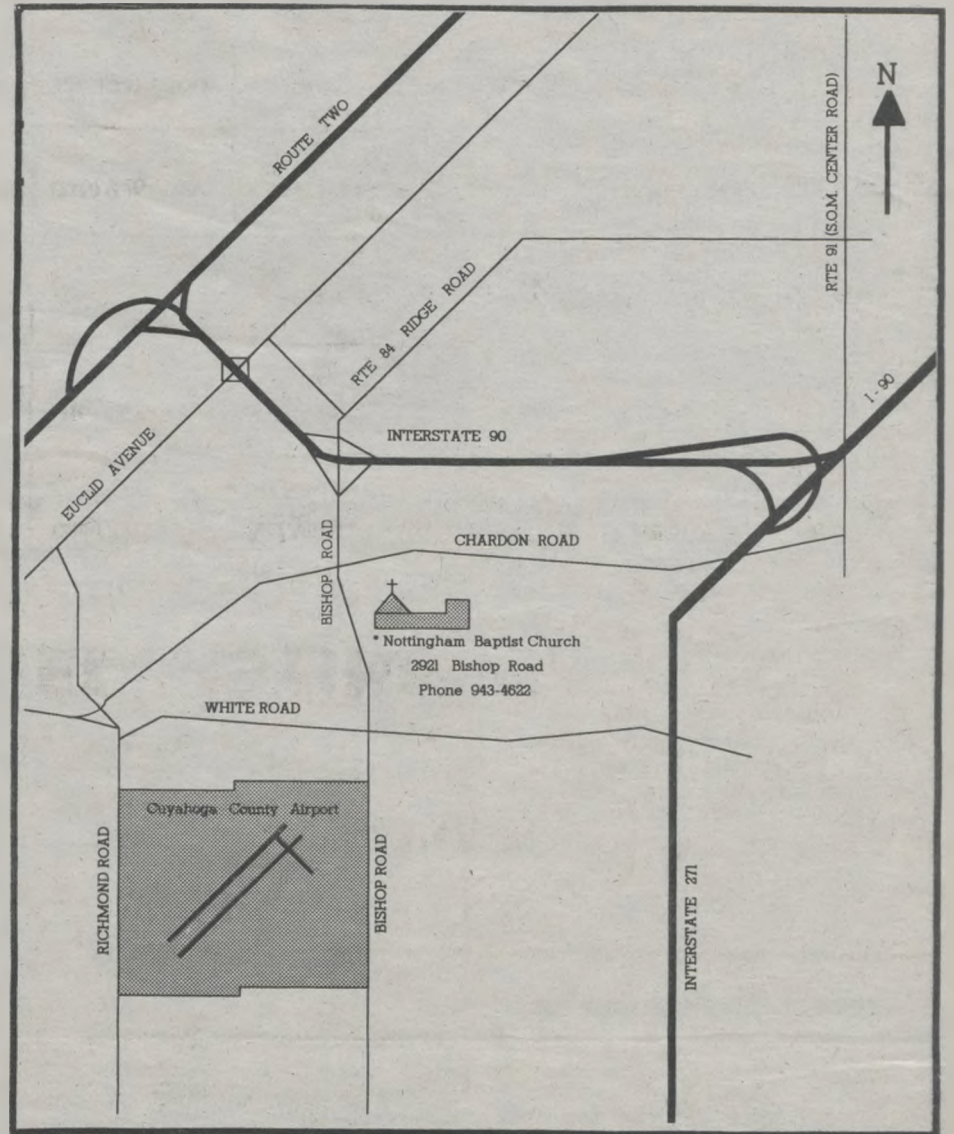 N
ROUTE TWO
RTE 91 (S.O.M. CENTER ROAD)
RTE 84 RIDGE ROAD
I-90
INTERSTATE 90
EUCLID AVENUE
BISHOP ROAD
CHARDON ROAD
* Nottingham Baptist Church
2921 Bishop Road
Phone 943-4622
WHITE ROAD
Cuyahoga County Airport
RICHMOND ROAD
BISHOP ROAD
INTERSTATE 271